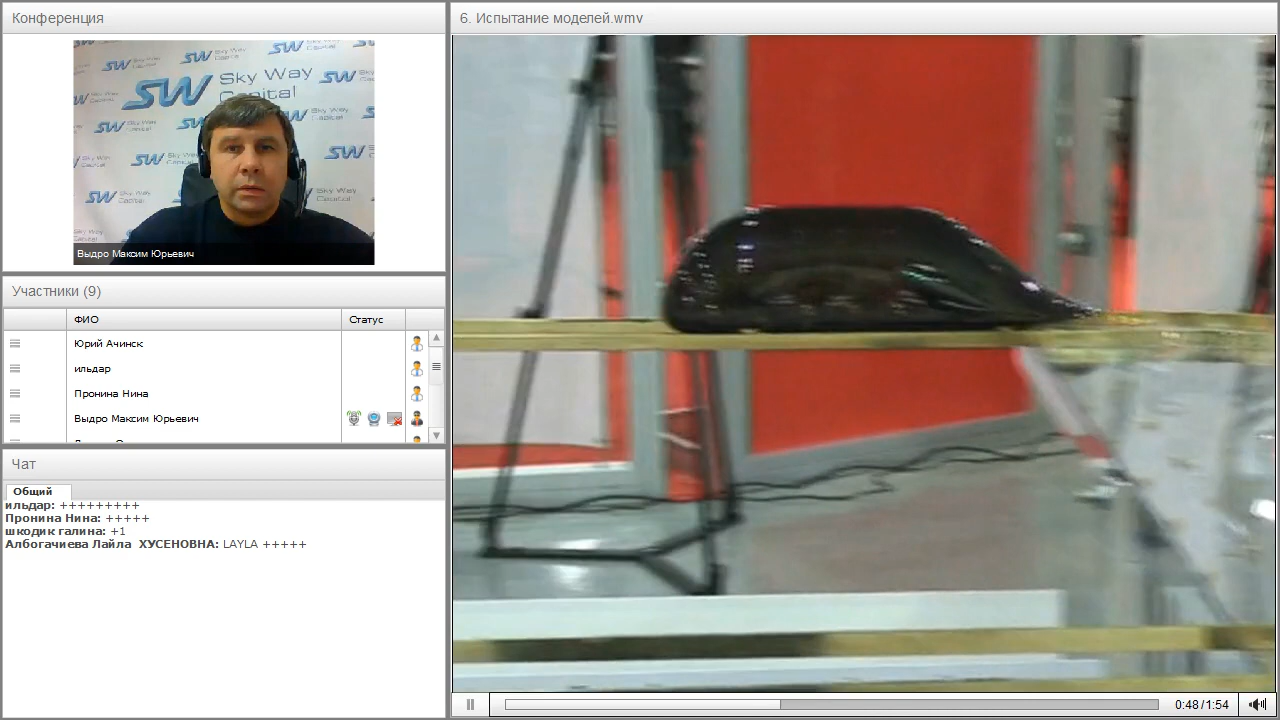 Конференция
SW Sky Way Capital
Выдро Максим Юрьевич
Участники (9)
ФИО Статус
Юрий Ачинск
ильдар
Пронина Нина
Выдро Максим Юрьевич
Чат
Общий
ильдар: +++++++++
Пронина Нина: +++++
шкодик галина: +1
Албогачиева Лайла ХУСЕНОВНА: LAYLA +++++
6. Испытание моделей.wmv
0:48/1:54